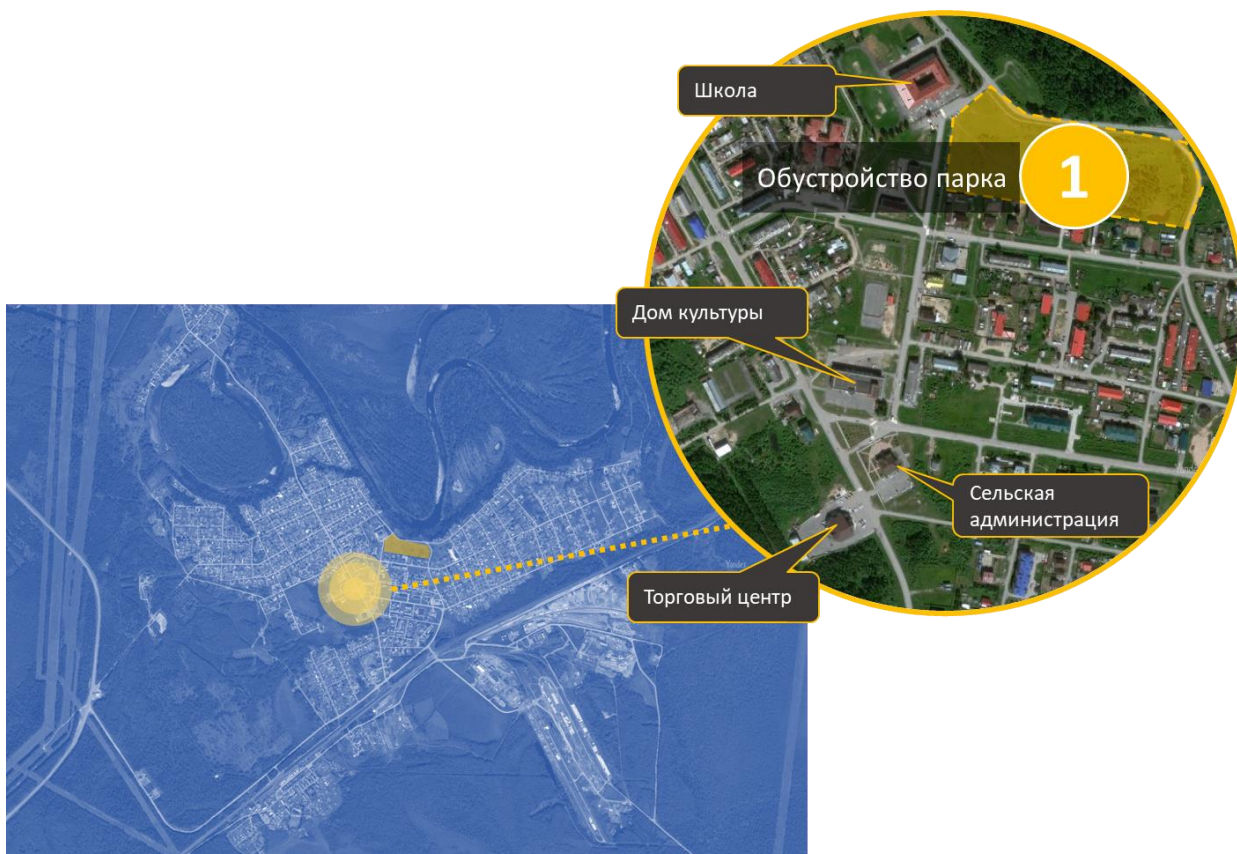 Школа
Обустройство парка
1
Дом культуры
Сельская
администрация
Торговый центр